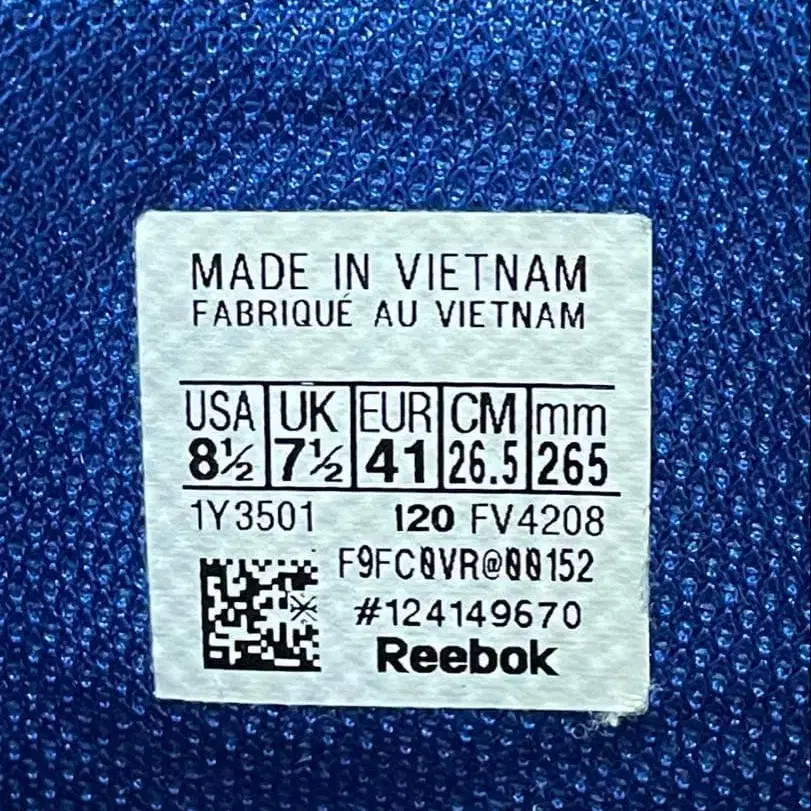 MADE IN VIETNAM
FABRIQUÉ AU VIETNAM
USA UK EUR CM mm
8½ 7½ 41 26.5 265
1Y3501 120 FV4208
F9FC0VR@00152
#124149670
Reebok